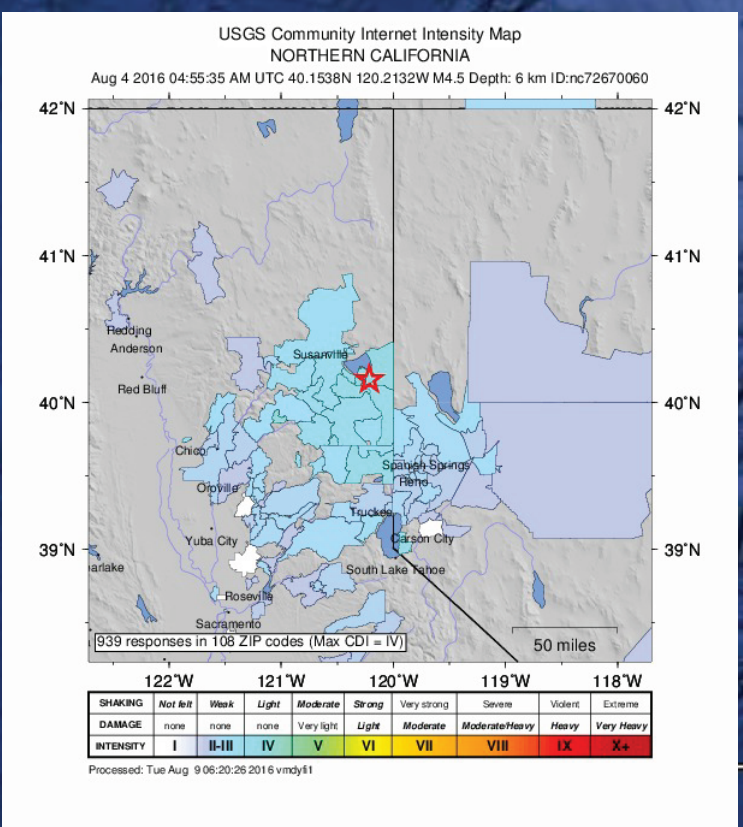 USGS Community Internet Intensity Map
NORTHERN CALIFORNIA
Aug 4 2016 04:55:35 AM UTC 40.1538N 120.2132W M4.5 Depth: 6 km ID:nc72670060
42˚N 42˚N
41˚N 41˚N
Redding
Anderson
Susanville
Red Bluff
40˚N 40˚N
Chico
Spanish Springs
Reno
Oroville
Truckee
Yuba City
Carson City
39˚N 39˚N
earlake
South Lake Tahoe
Roseville
Sacramento
939 responses in 108 ZIP codes (Max CDI = IV)
50 miles
122˚W 121˚W 120˚W 119˚W 118˚W
SHAKING Not felt Weak Light Moderate Strong Very strong Severe Violent Extreme
DAMAGE none none none Very light Light Moderate Moderate/Heavy Heavy Very Heavy
INTENSITY I II-III IV V VI VII VIII IX X+
Processed: Tue Aug 9 06:20:26 2016 vmdyfi1